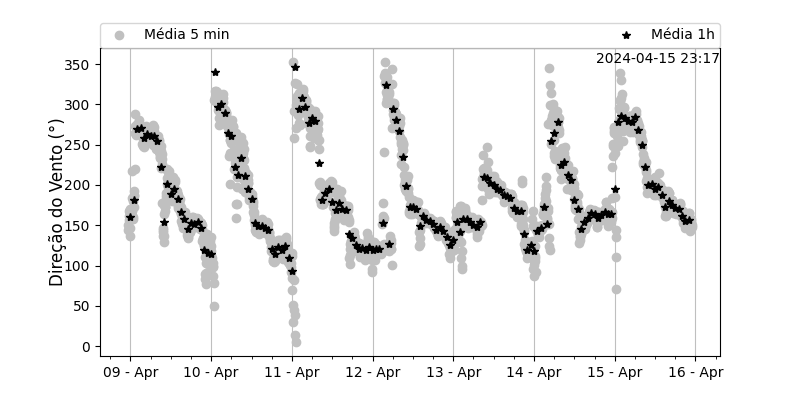 Média 5 min
Média 1h
2024-04-15 23:17
Direção do Vento (°)
350
300
250
200
150
100
50
0
09 - Apr
10 - Apr
11 - Apr
12 - Apr
13 - Apr
14 - Apr
15 - Apr
16 - Apr